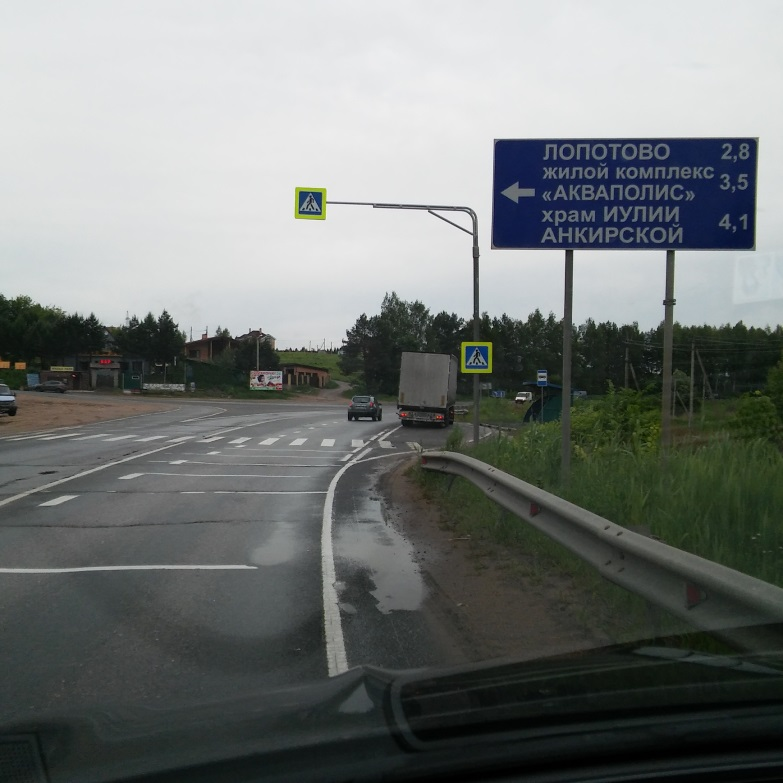 ЛОПОТОВО 2,8
жилой комплекс
«АКВАПОЛИС» 3,5
храм ИУЛИИ
АНКИРСКОЙ 4,1